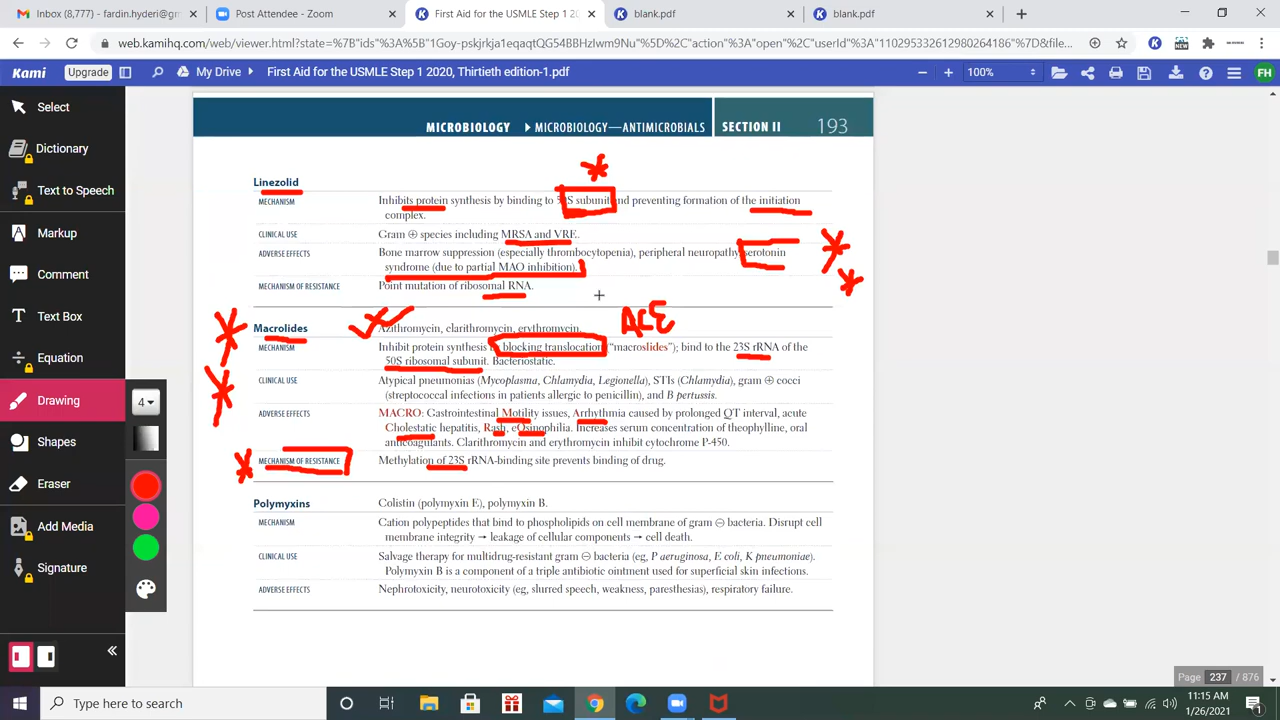 Inbox (8,777) - fardin.hyderi@gm
Post Attendee - Zoom
First Aid for the USMLE Step 1 20
blank.pdf
blank.pdf
web.kamihq.com/web/viewer.html?state=%7B"ids"%3A%5B"1Goy-pskirkja1eqaqtQG54BBHzIwm9Nu"%5D%2C"action"%3A"open"%2C"userId"%3A"110295332612980264186"%7D&file...
Kami
Upgrade
My Drive
First Aid for the USMLE Step 1 2020, Thirtieth edition-1.pdf
100%
FH
Select
Dictionary
Text to Speech
Markup
Comment
Text Box
Equation
Drawing
4
Shapes
Eraser
Add Media
Signature
MICROBIOLOGY ▶ MICROBIOLOGY—ANTIMICROBIALS SECTION II 193
Linezolid
MECHANISM Inhibits protein synthesis by binding to subunit and preventing formation of the initiation
complex.
CLINICAL USE Gram ⊕ species including MRSA and VRE.
ADVERSE EFFECTS Bone marrow suppression (especially thrombocytopenia), peripheral neuropathy, serotonin
syndrome (due to partial MAO inhibition).
MECHANISM OF RESISTANCE Point mutation of ribosomal RNA.
ACE
Macrolides Azithromycin, clarithromycin, erythromycin.
MECHANISM Inhibit protein synthesis by blocking translocation ("macroslides"); bind to the 23S rRNA of the
50S ribosomal subunit. Bacteriostatic.
CLINICAL USE Atypical pneumonias (Mycoplasma, Chlamydia, Legionella), STIs (Chlamydia), gram ⊕ cocci
(streptococcal infections in patients allergic to penicillin), and B pertussis.
ADVERSE EFFECTS MACRO: Gastrointestinal Motility issues, Arrhythmia caused by prolonged QT interval, acute
Cholestatic hepatitis, Rash, eOsinophilia. Increases serum concentration of theophylline, oral
anticoagulants. Clarithromycin and erythromycin inhibit cytochrome P-450.
MECHANISM OF RESISTANCE Methylation of 23S rRNA-binding site prevents binding of drug.
Polymyxins Colistin (polymyxin E), polymyxin B.
MECHANISM Cation polypeptides that bind to phospholipids on cell membrane of gram ⊖ bacteria. Disrupt cell
membrane integrity → leakage of cellular components → cell death.
CLINICAL USE Salvage therapy for multidrug-resistant gram ⊖ bacteria (eg, P aeruginosa, E coli, K pneumoniae).
Polymyxin B is a component of a triple antibiotic ointment used for superficial skin infections.
ADVERSE EFFECTS Nephrotoxicity, neurotoxicity (eg, slurred speech, weakness, paresthesias), respiratory failure.
Page 237 / 876
Type here to search
11:15 AM
1/26/2021